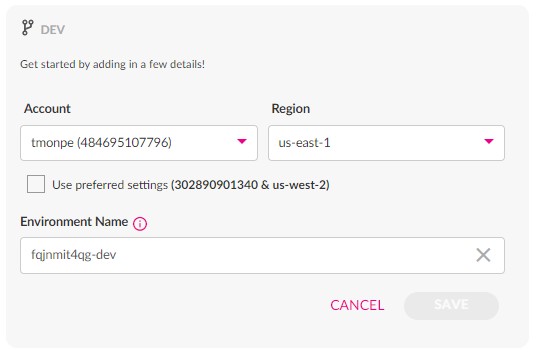 DEV
Get started by adding in a few details!
Account Region
tmonpe (484695107796) us-east-1
Use preferred settings (302890901340 & us-west-2)
Environment Name
fqjnmit4qg-dev
CANCEL SAVE